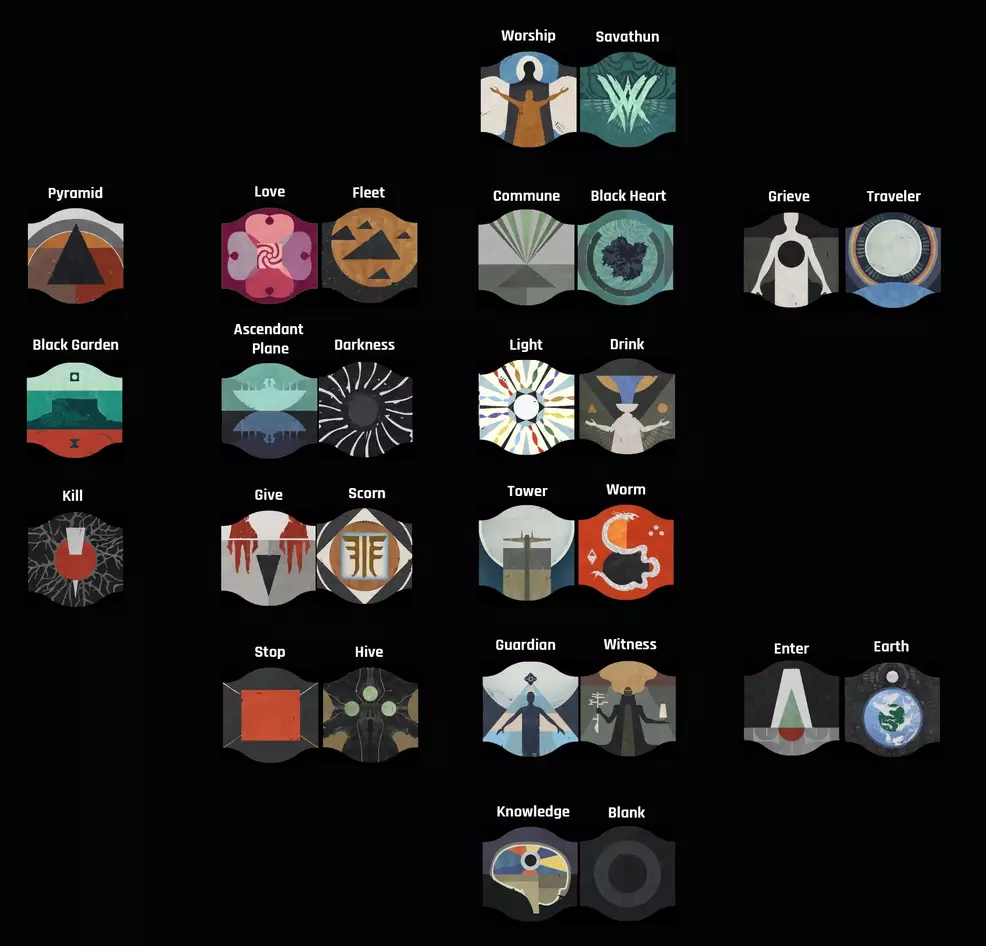 Worship Savathun
Pyramid Love Fleet Commune Black Heart Grieve Traveler
Black Garden Ascendant
Plane Darkness Light Drink
Kill Give Scorn Tower Worm
Stop Hive Guardian Witness Enter Earth
Knowledge Blank